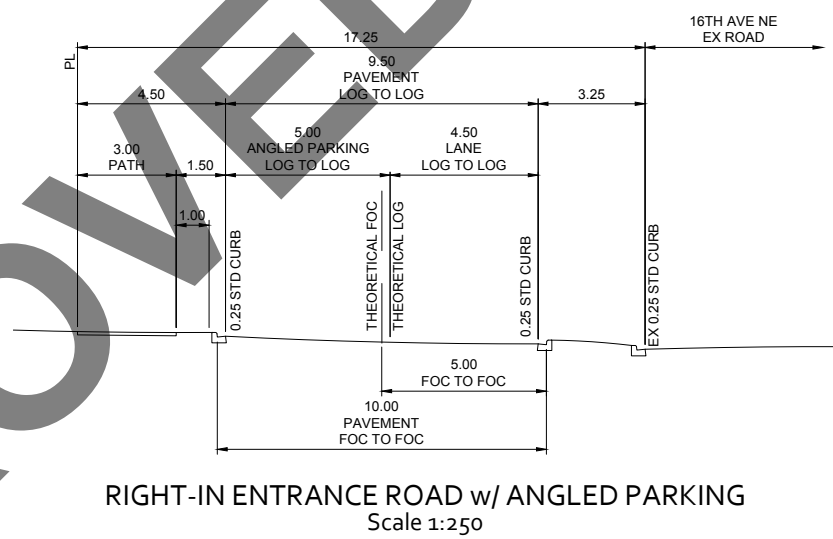 16TH AVE NE
EX ROAD
17.25
PL
9.50
PAVEMENT
LOG TO LOG
4.50
3.25
5.00
ANGLED PARKING
LOG TO LOG
4.50
LANE
LOG TO LOG
3.00
PATH
1.50
1.00
0.25 STD CURB
THEORETICAL FOC
THEORETICAL LOG
0.25 STD CURB
EX 0.25 STD CURB
5.00
FOC TO FOC
10.00
PAVEMENT
FOC TO FOC
RIGHT-IN ENTRANCE ROAD w/ ANGLED PARKING
Scale 1:250